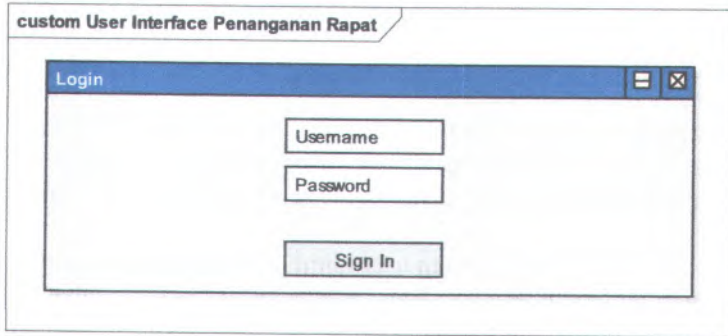 custom User Interface Penanganan Rapat
Login
Username
Password
Sign In